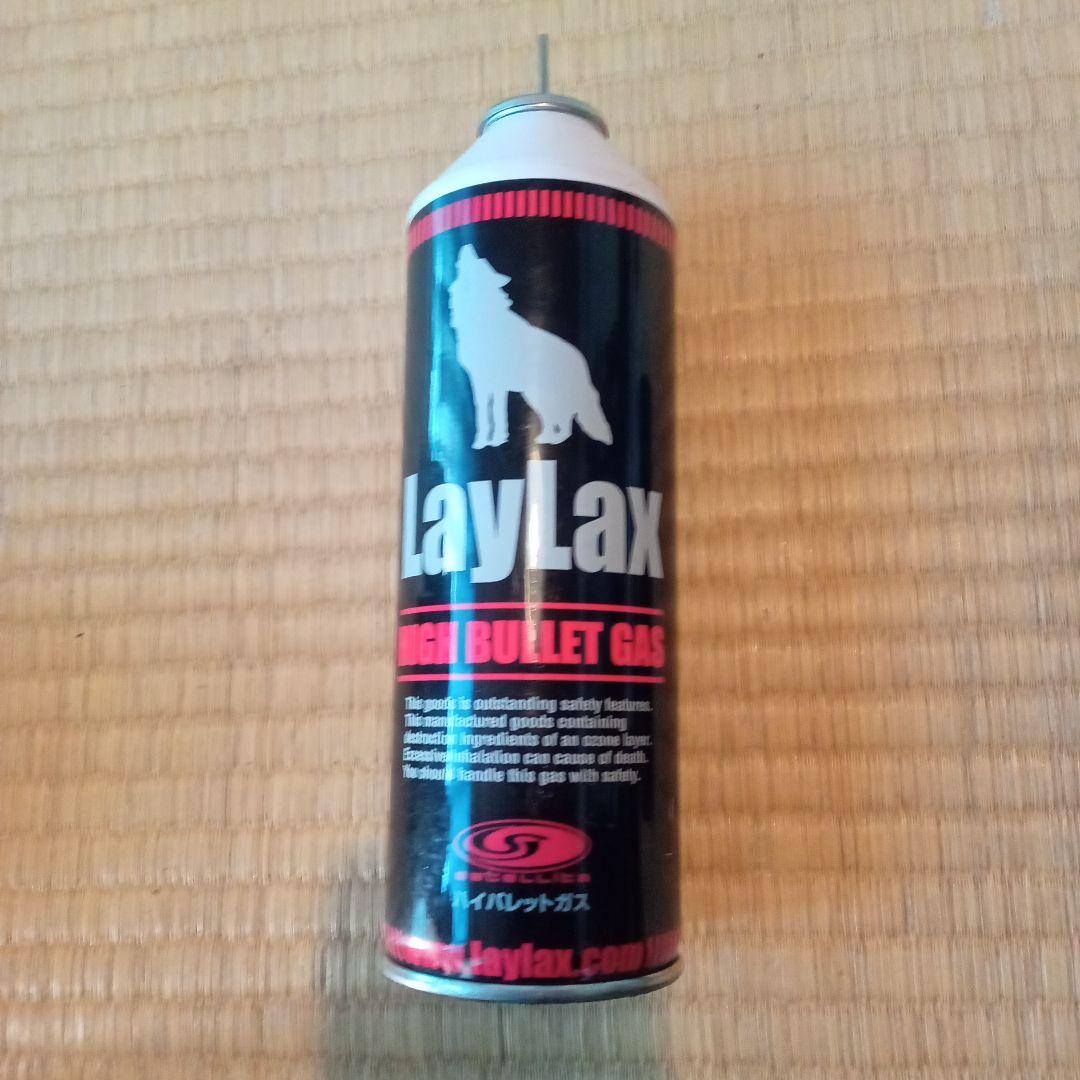 LayLax
HIGH BULLET GAS
This goods is outstanding safety features.
This manufactured goods containing
destruction ingredients of an ozone layer.
Excessive inhalation can cause of death.
You should handle this gas with safety.
ハイバレットガス
www.laylax.com